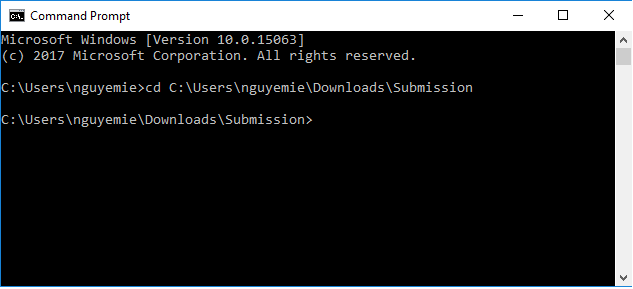 Command Prompt
Microsoft Windows [Version 10.0.15063]
(c) 2017 Microsoft Corporation. All rights reserved.
C:\Users\nguyemie>cd C:\Users\nguyemie\Downloads\Submission
C:\Users\nguyemie\Downloads\Submission>